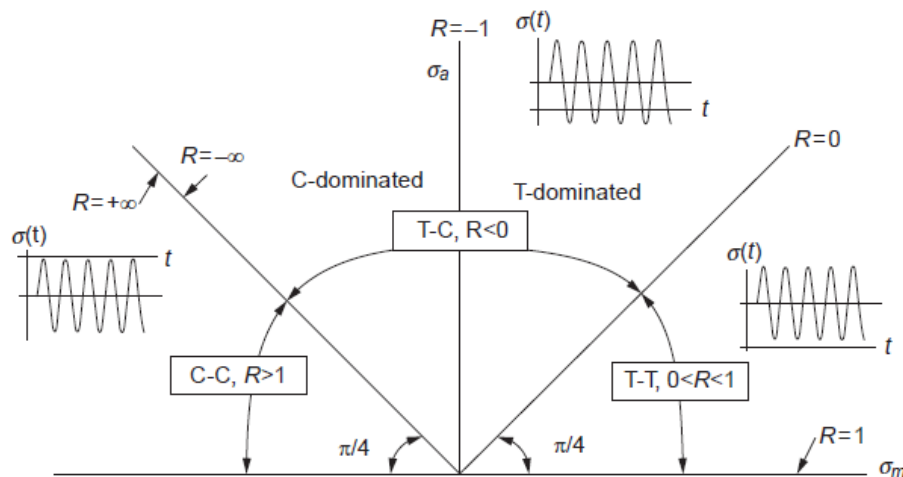 R=–1
σ(t)
σa
t
R=0
R=–∞
C-dominated
T-dominated
R=+∞
T-C, R<0
σ(t)
t
σ(t)
t
C-C, R>1
T-T, 0<R<1
π/4
π/4
R=1
σm